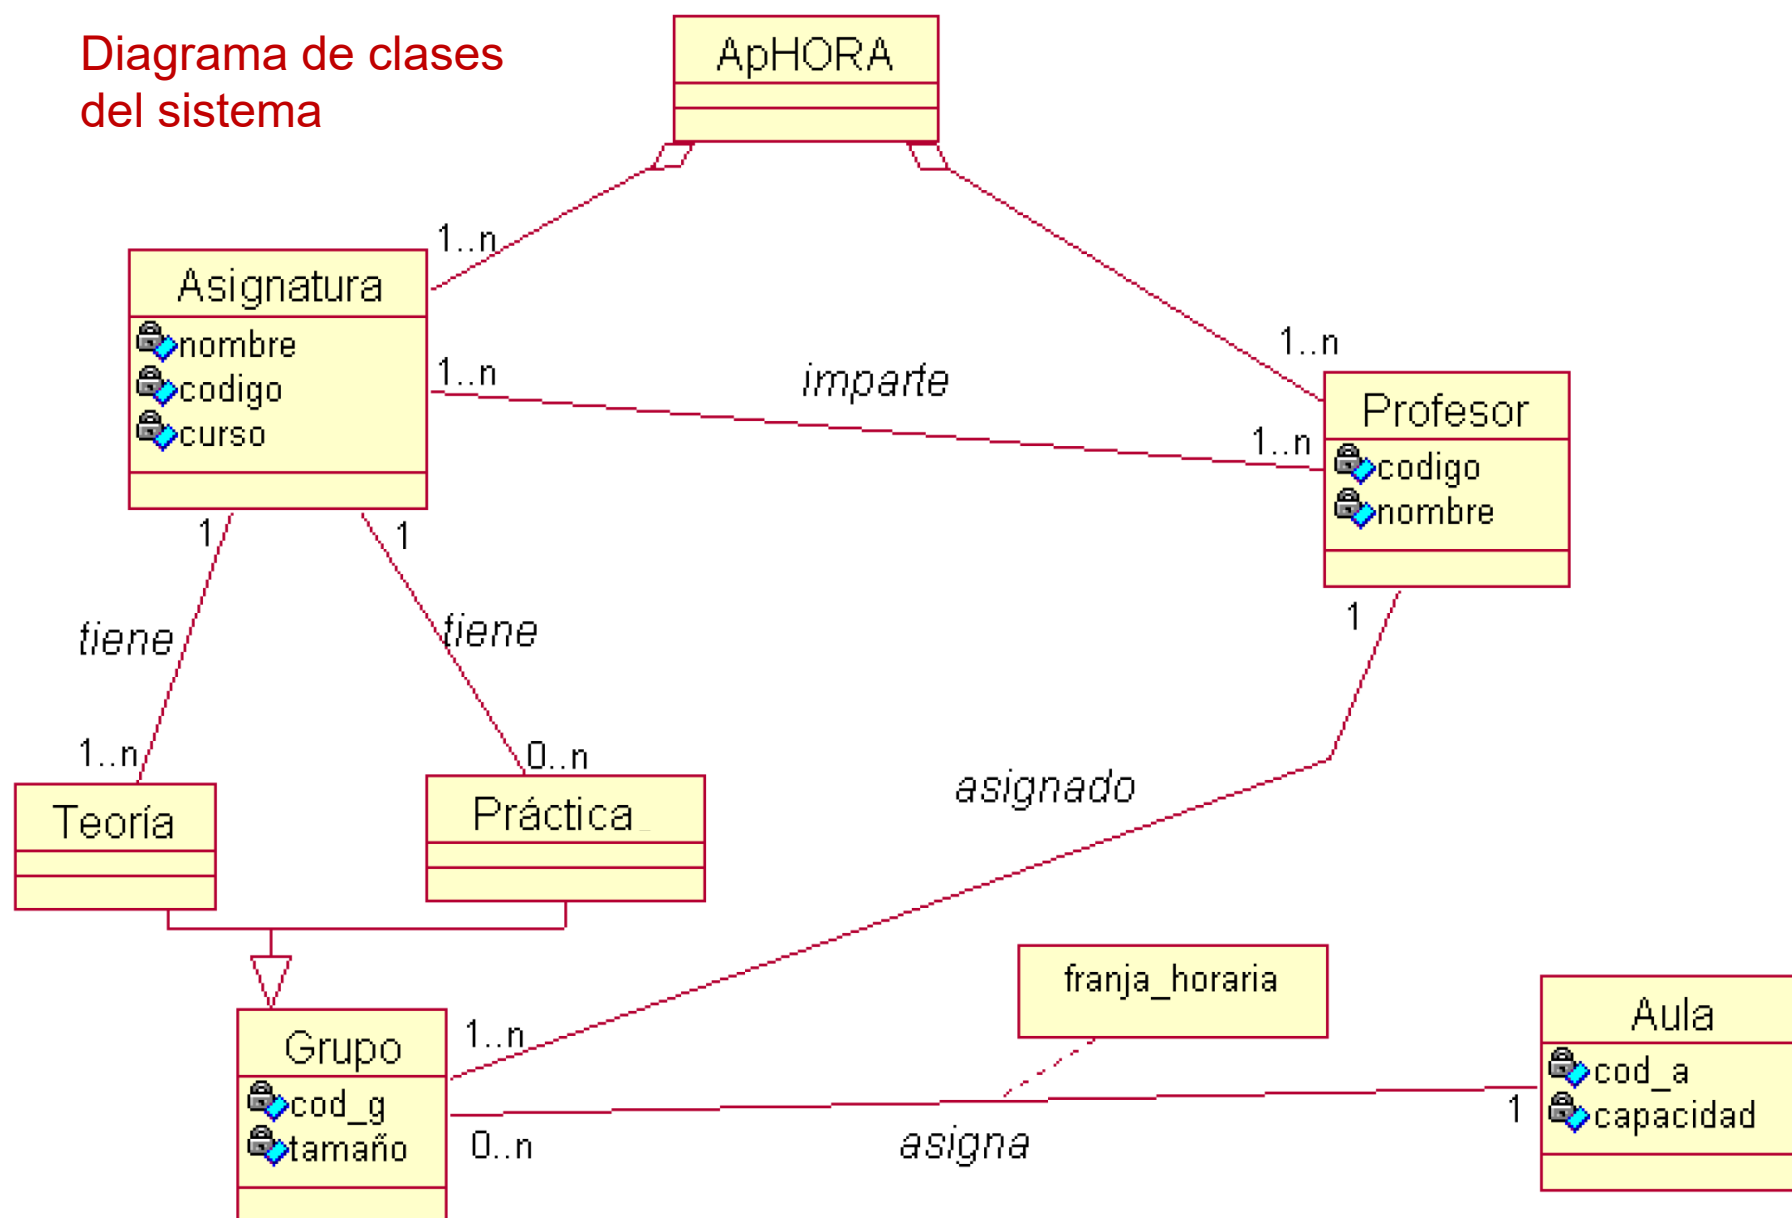 Diagrama de clases
del sistema
ApHORA
1..n
Asignatura
nombre
codigo
curso
1..n
imparte
1..n
1..n
Profesor
codigo
nombre
1
1
1
tiene
tiene
1..n
0..n
Teoría
Práctica
asignado
franja_horaria
Grupo
cod_g
tamaño
1..n
0..n
asigna
1
Aula
cod_a
capacidad